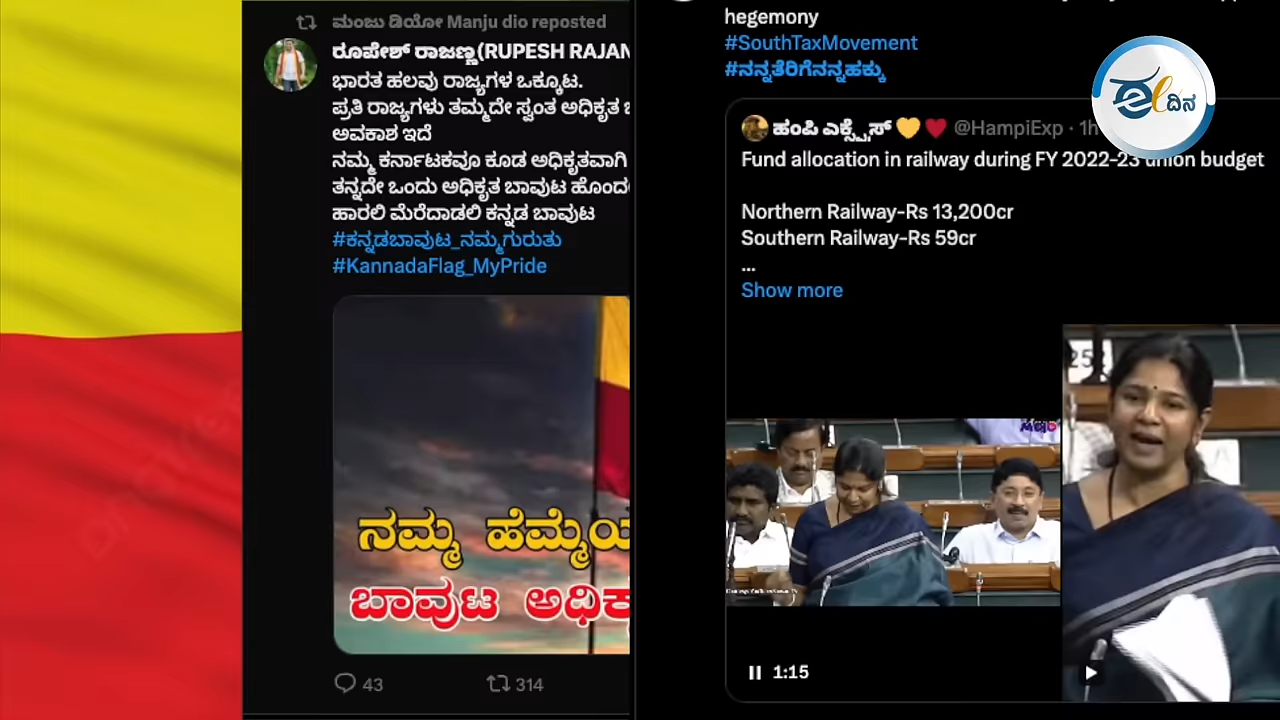 ಮಂಜು ಡಿಯೋ Manju dio reposted
ರೂಪೇಶ್ ರಾಜಣ್ಣ(RUPESH RAJAN
ಭಾರತ ಹಲವು ರಾಜ್ಯಗಳ ಒಕ್ಕೂಟ.
ಪ್ರತಿ ರಾಜ್ಯಗಳು ತಮ್ಮದೇ ಸ್ವಂತ ಅಧಿಕೃತ
ಅವಕಾಶ ಇದೆ
ನಮ್ಮ ಕರ್ನಾಟಕವೂ ಕೂಡ ಅಧಿಕೃತವಾಗಿ
ತನ್ನದೇ ಒಂದು ಅಧಿಕೃತ ಬಾವುಟ
ಹಾರಲಿ ಮೆರೆದಾಡಲಿ ಕನ್ನಡ ಬಾವುಟ
#ಕನ್ನಡಬಾವುಟ_ನಮ್ಮಗುರುತು
#KannadaFlag_MyPride
ನಮ್ಮ ಹೆಮ್ಮೆಯ
ಬಾವುಟ ಅಧಿಕ
43
314
hegemony
#SouthTaxMovement
#ನನ್ನತೆರಿಗೆನನ್ನಹಕ್ಕು
ಹಂಪಿ ಎಕ್ಸ್ಪ್ರೆಸ್ @HampiExp · 1h
Fund allocation in railway during FY 2022-23 union budget
Northern Railway-Rs 13,200cr
Southern Railway-Rs 59cr
...
Show more
252
Mojo
1:15
ದಿನ